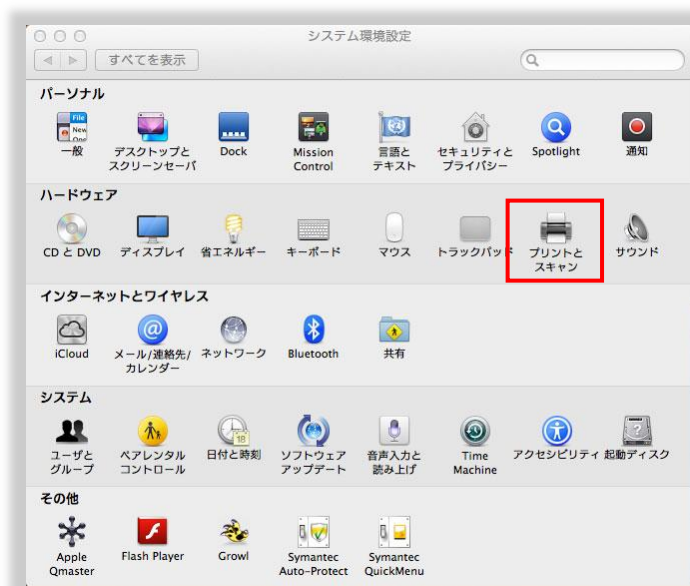 システム環境設定
すべてを表示
パーソナル
File
New
One
一般
デスクトップと
スクリーンセーバ
Dock
Mission
Control
言語と
テキスト
セキュリティと
プライバシー
Spotlight
通知
ハードウェア
CD と DVD
ディスプレイ
省エネルギー
キーボード
マウス
トラックパッド
プリントと
スキャン
サウンド
インターネットとワイヤレス
iCloud
メール/連絡先/
カレンダー
ネットワーク
Bluetooth
共有
システム
ユーザと
グループ
ペアレンタル
コントロール
18
日付と時刻
ソフトウェア
アップデート
音声入力と
読み上げ
Time
Machine
アクセシビリティ
起動ディスク
その他
Apple
Qmaster
Flash Player
Growl
Symantec
Auto-Protect
Symantec
QuickMenu